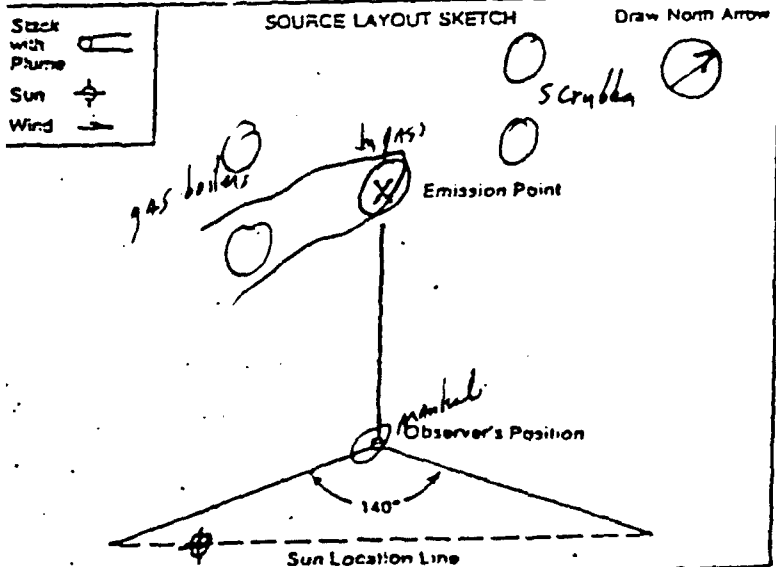 SOURCE LAYOUT SKETCH
Draw North Arrow
Stack
with
Plume
Sun
Wind
Scrubba
gas boilers
Emission Point
Observer's Position
140°
Sun Location Line